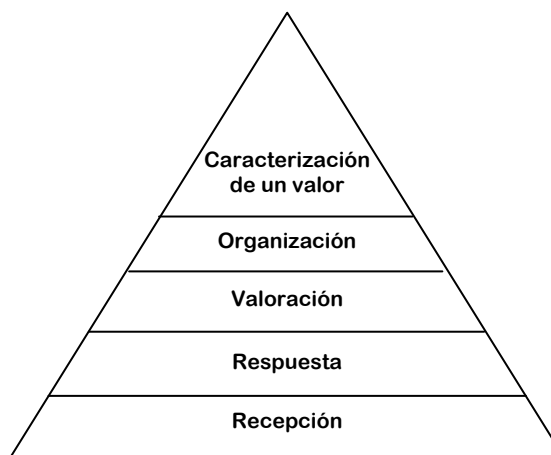 Caracterización
de un valor
Organización
Valoración
Respuesta
Recepción